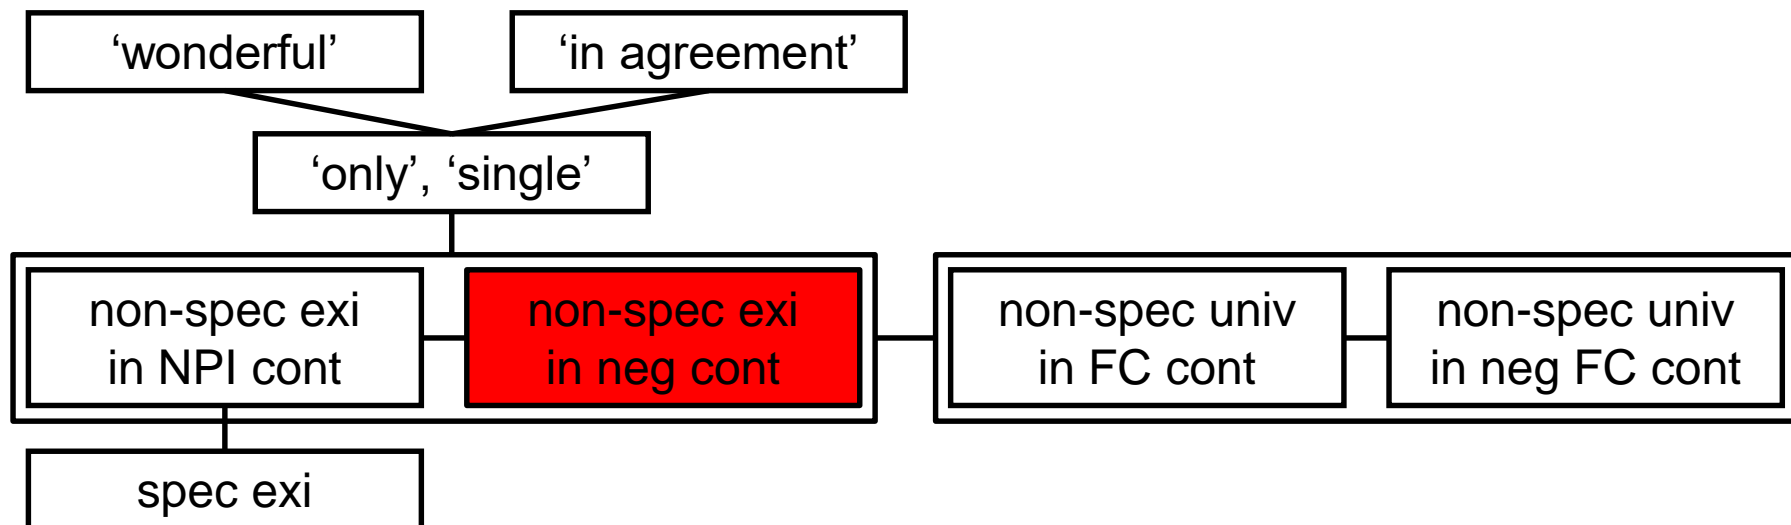 ‘wonderful’
‘in agreement’
‘only’, ‘single’
non-spec exi
in NPI cont
non-spec exi
in neg cont
non-spec univ
in FC cont
non-spec univ
in neg FC cont
spec exi